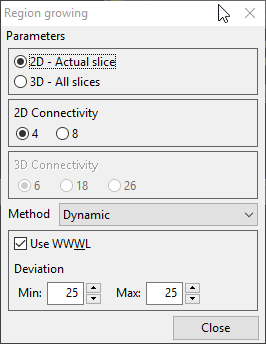 Region growing
Parameters
2D - Actual slice
3D - All slices
2D Connectivity
4 8
3D Connectivity
6 18 26
Method Dynamic
Use WWWL
Deviation
Min: 25 Max: 25
Close